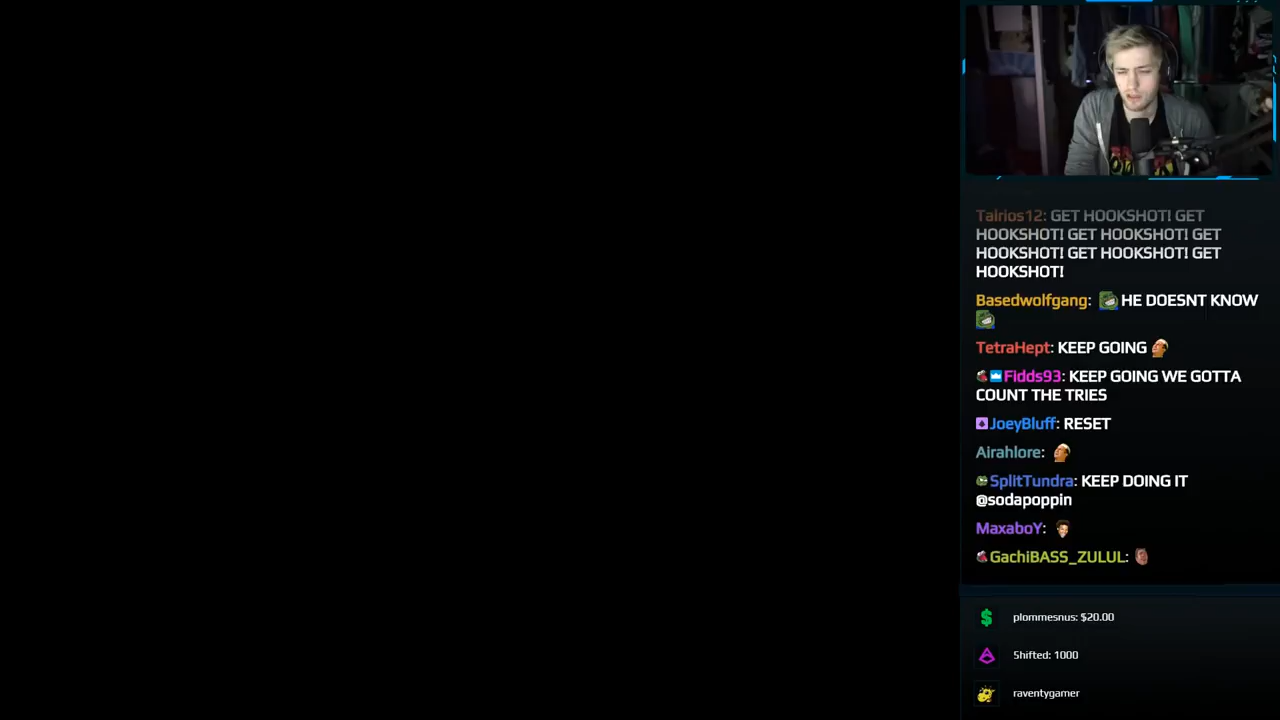 Talrios12: GET HOOKSHOT! GET
HOOKSHOT! GET HOOKSHOT! GET
HOOKSHOT! GET HOOKSHOT! GET
HOOKSHOT!
Basedwolfgang: HE DOESNT KNOW
TetraHept: KEEP GOING
Fidds93: KEEP GOING WE GOTTA
COUNT THE TRIES
JoeyBluff: RESET
Airahlore:
SplitTundra: KEEP DOING IT
@sodapoppin
MaxaboY:
GachiBASS_ZULUL:
plommesnus: $20.00
Shifted: 1000
raventygamer